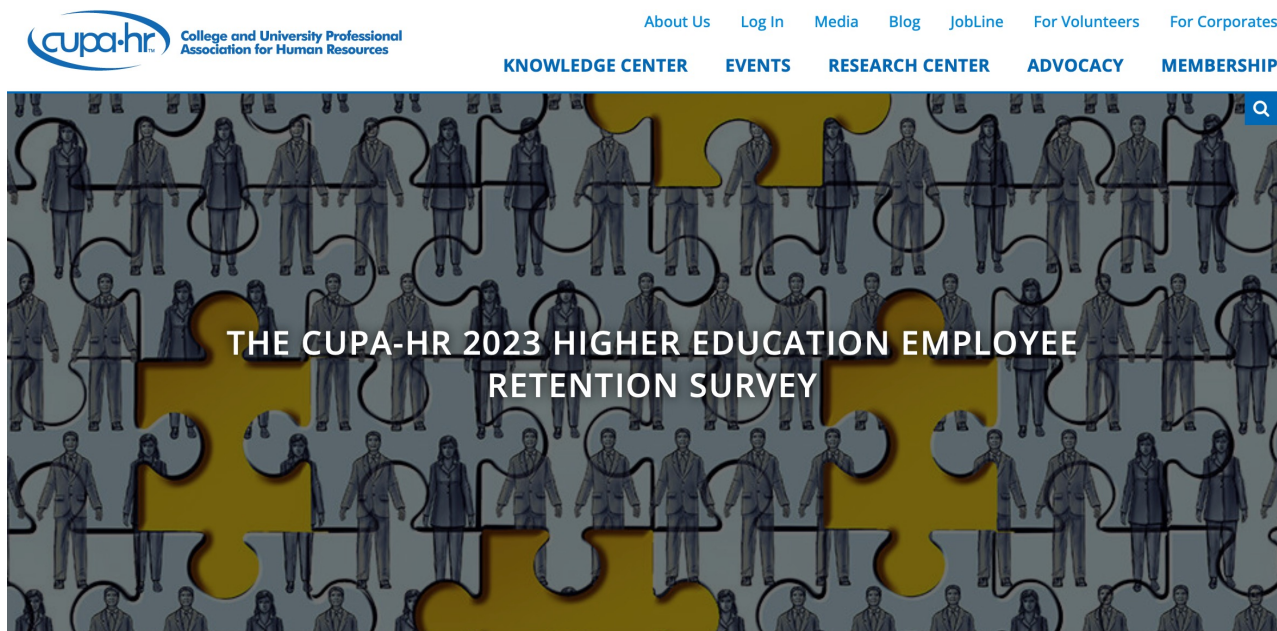 cupa-hr™
College and University Professional
Association for Human Resources
About Us Log In Media Blog JobLine For Volunteers For Corporates
KNOWLEDGE CENTER EVENTS RESEARCH CENTER ADVOCACY MEMBERSHIP
THE CUPA-HR 2023 HIGHER EDUCATION EMPLOYEE
RETENTION SURVEY